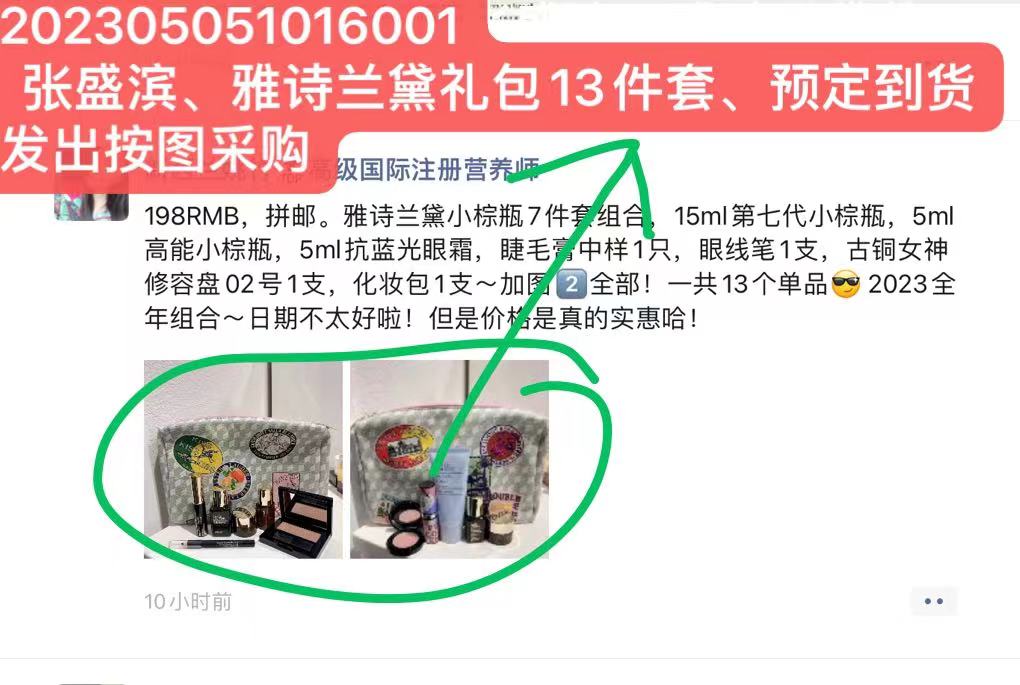 202305051016001
张盛滨、雅诗兰黛礼包13件套、预定到货
发出按图采购
高级国际注册营养师
198RMB，拼邮。雅诗兰黛小棕瓶7件套组合，15ml第七代小棕瓶，5ml
高能小棕瓶，5ml抗蓝光眼霜，睫毛膏中样1只，眼线笔1支，古铜女神
修容盘02号1支，化妆包1支～加图2️⃣全部！一共13个单品😎 2023全
年组合～日期不太好啦！但是价格是真的实惠哈！
TROUBLE
10小时前